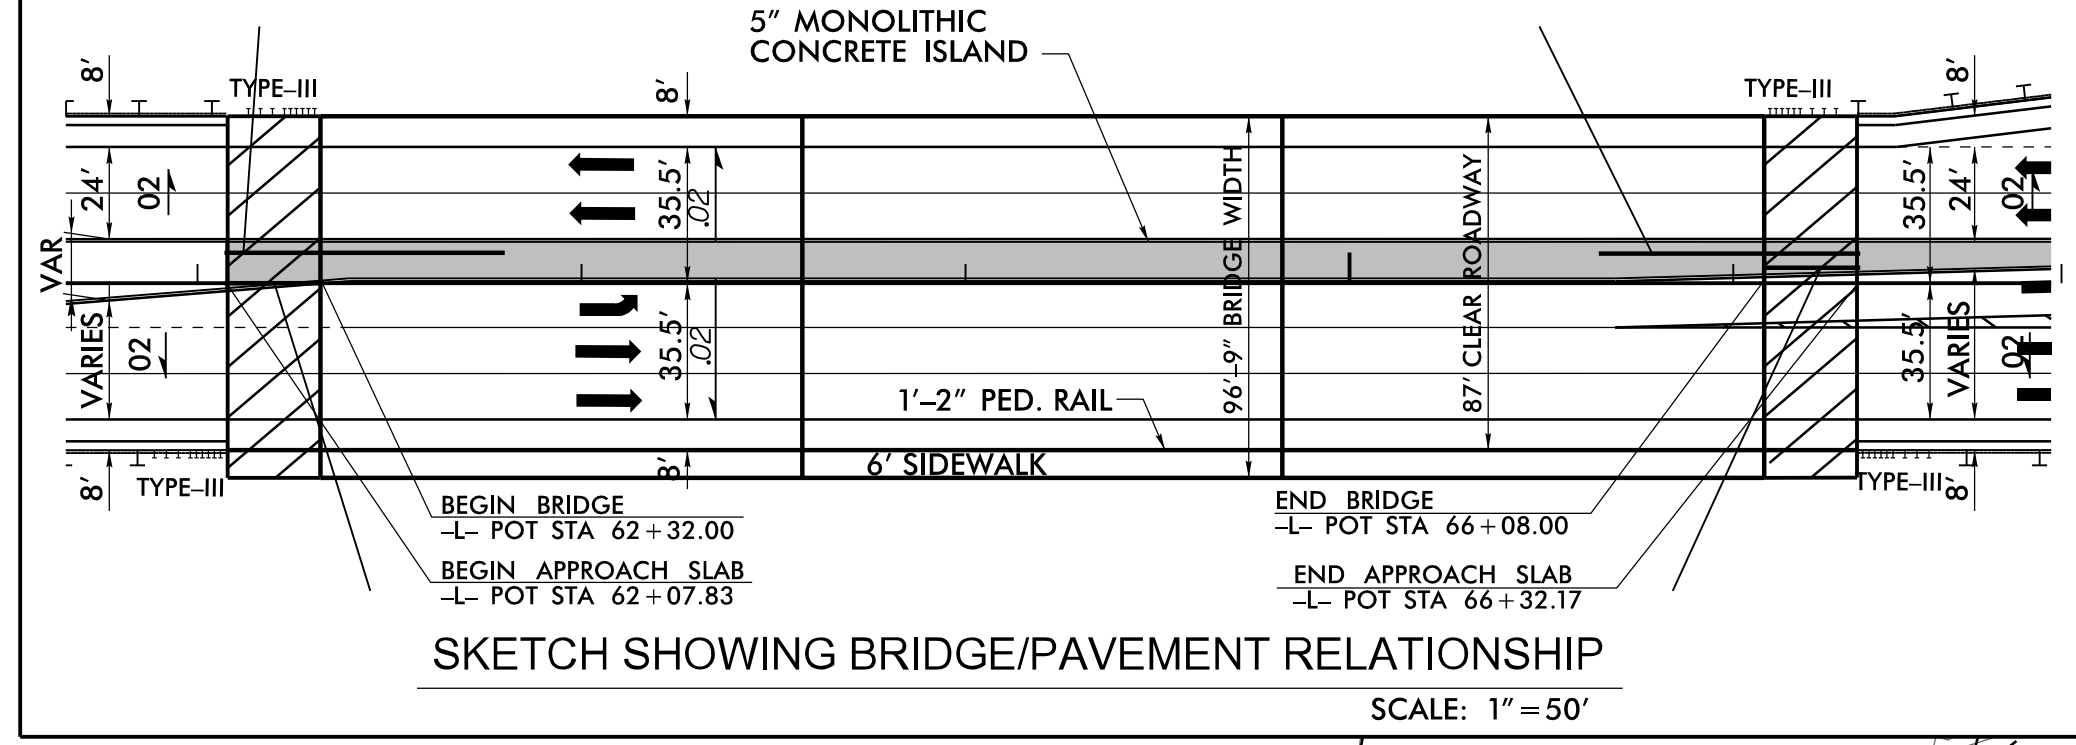 5" MONOLITHIC
CONCRETE ISLAND
8'
TYPE–III
8'
TYPE–III
8'
24'
02
35.5'
.02
96'–9" BRIDGE WIDTH
87' CLEAR ROADWAY
35.5'
24'
02
VAR
VARIES
02
35.5'
.02
35.5'
VARIES
02
1'–2" PED. RAIL
6' SIDEWALK
8'
TYPE–III
8'
TYPE–III
8'
BEGIN BRIDGE
–L– POT STA 62+32.00
BEGIN APPROACH SLAB
–L– POT STA 62+07.83
END BRIDGE
–L– POT STA 66+08.00
END APPROACH SLAB
–L– POT STA 66+32.17
SKETCH SHOWING BRIDGE/PAVEMENT RELATIONSHIP
SCALE: 1"=50'